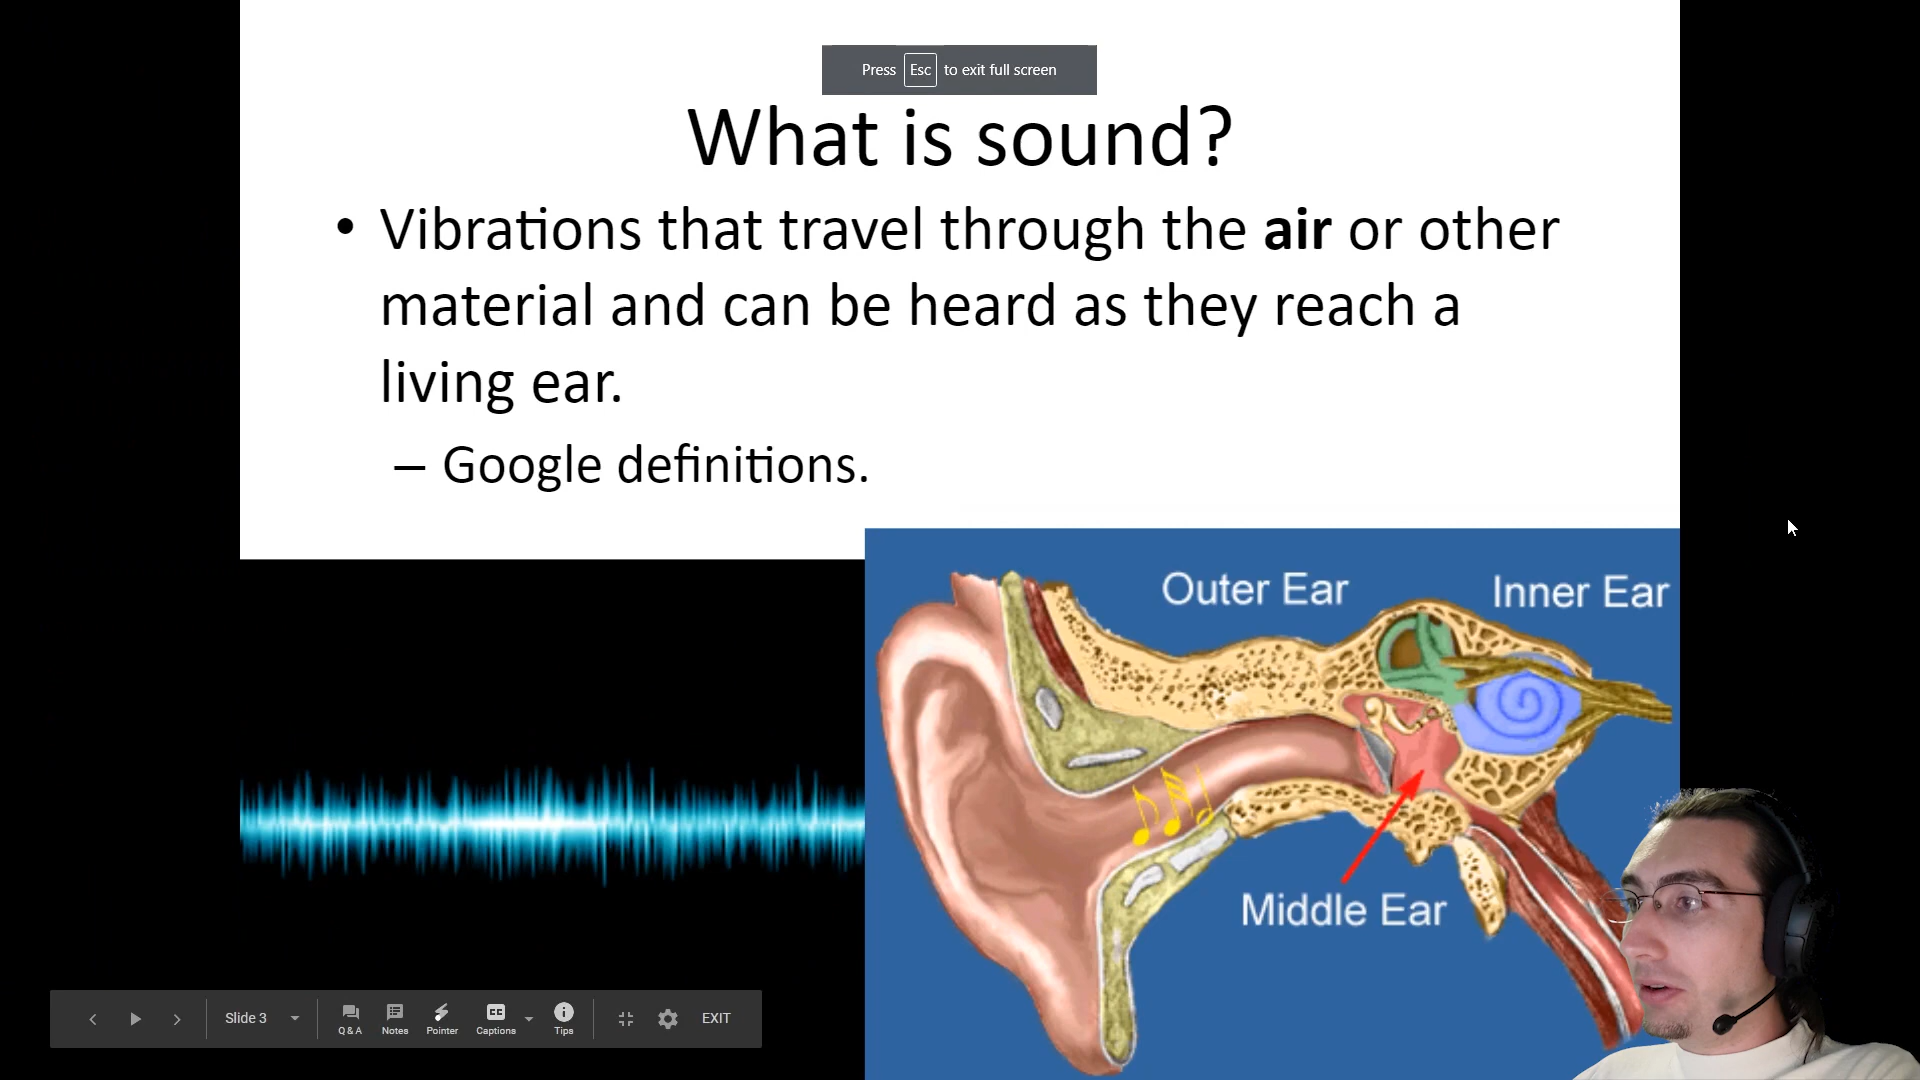 Press Esc to exit full screen
What is sound?
• Vibrations that travel through the air or other
material and can be heard as they reach a
living ear.
– Google definitions.
Outer Ear
Inner Ear
Middle Ear
Slide 3
Q & A
Notes
Pointer
CC
Captions
Tips
EXIT